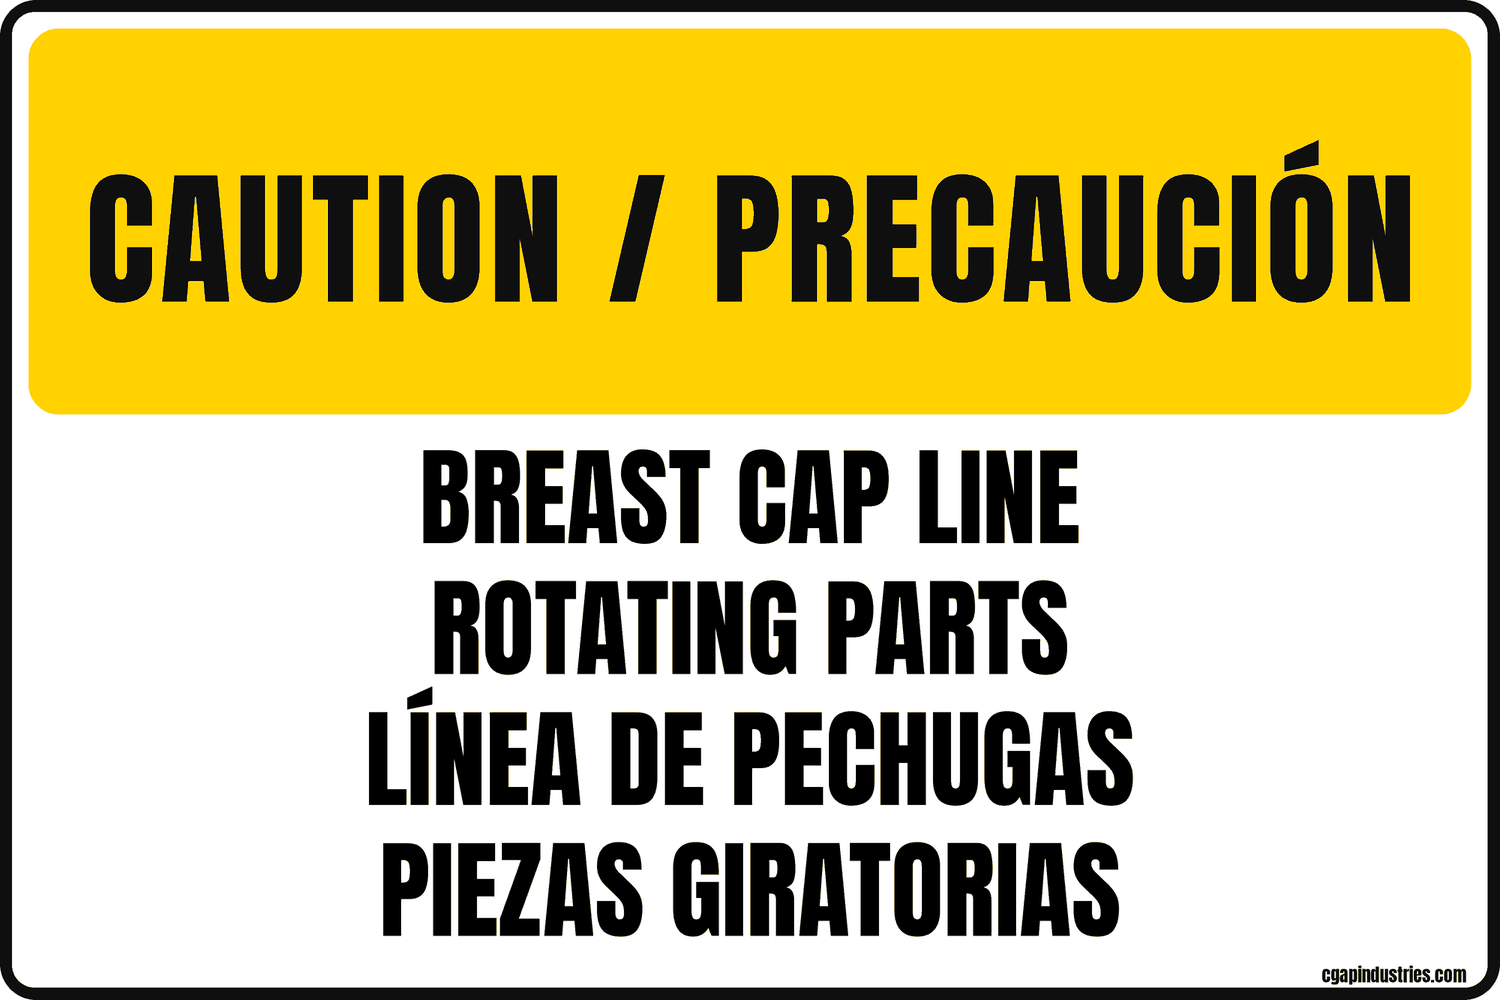 CAUTION / PRECAUCIÓN
BREAST CAP LINE
ROTATING PARTS
LÍNEA DE PECHUGAS
PIEZAS GIRATORIAS
cgapindustries.com